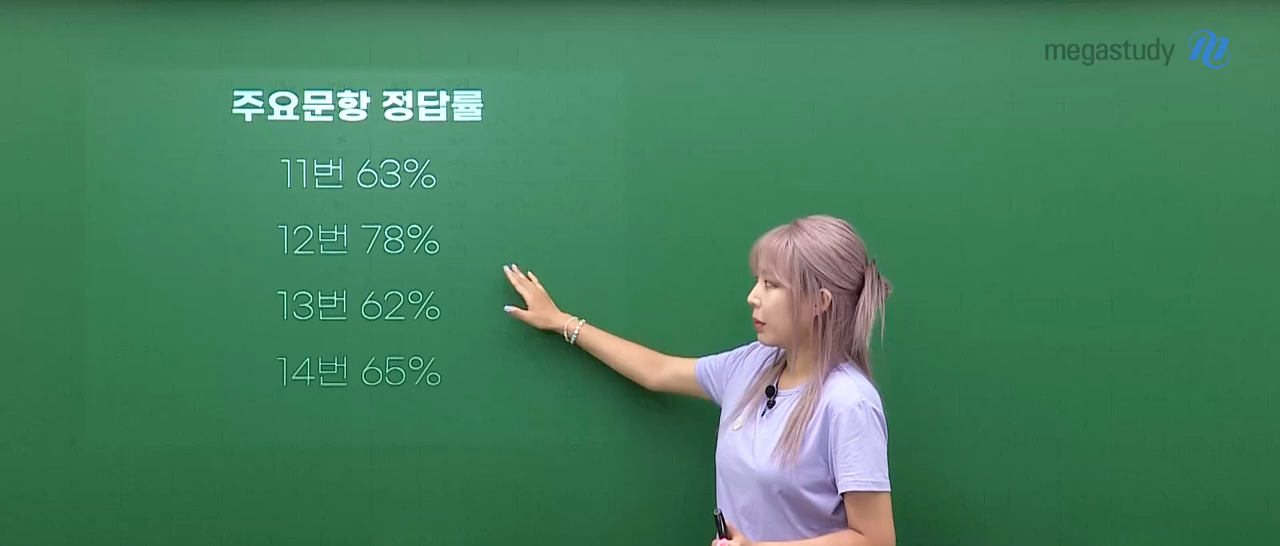 megastudy
주요문항 정답률
11번 63%
12번 78%
13번 62%
14번 65%